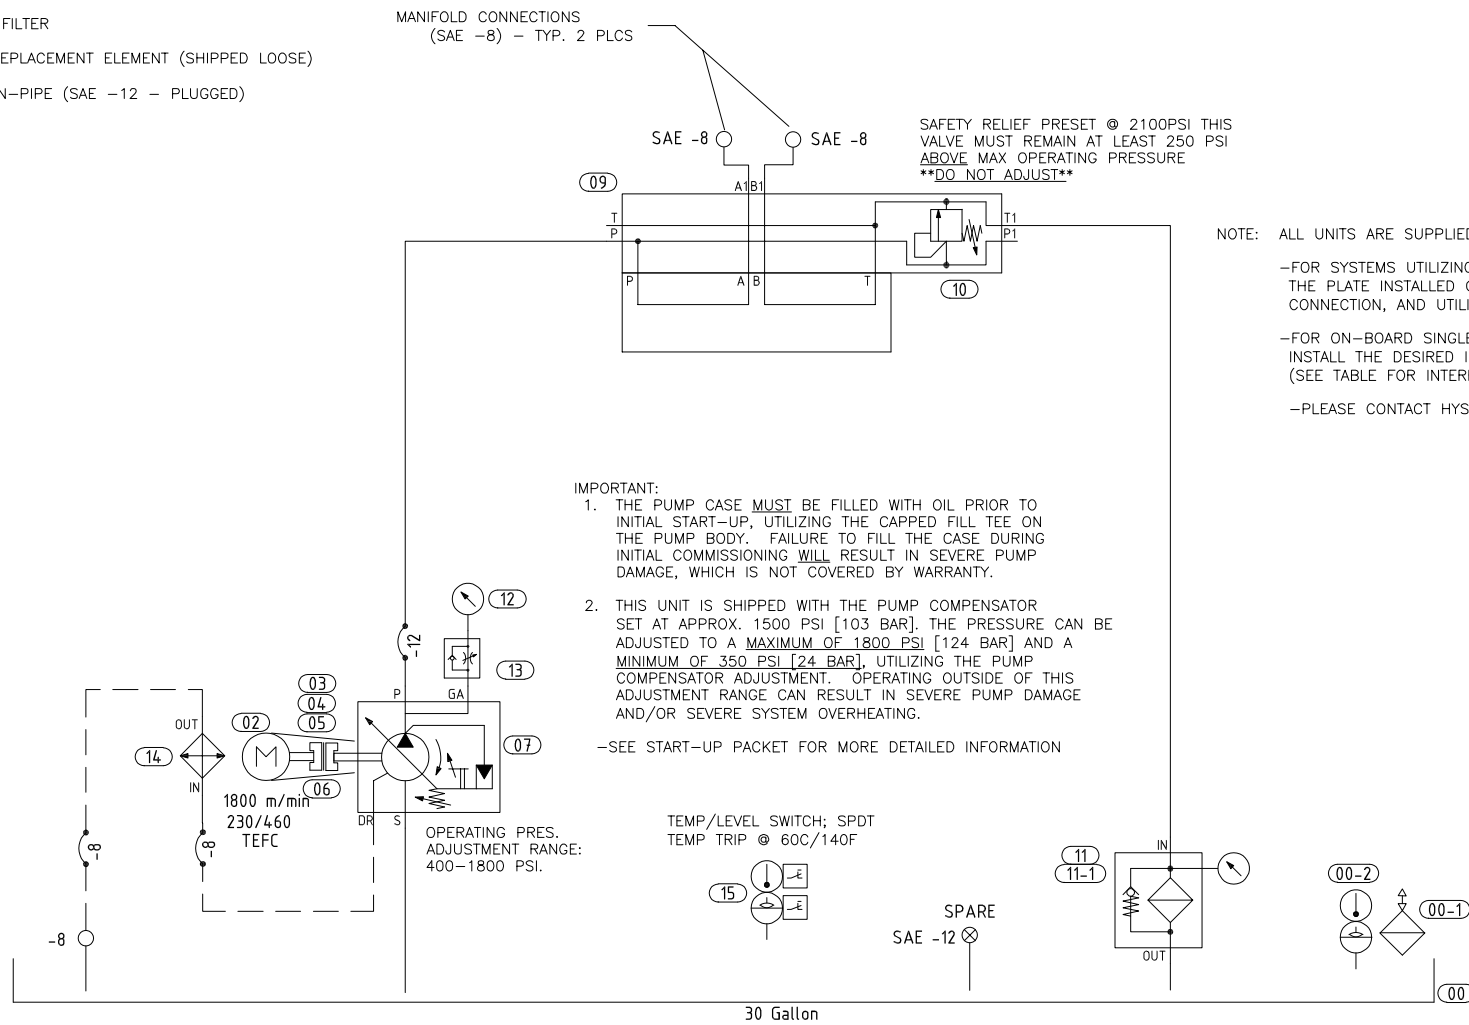 FILTER
EPLACEMENT ELEMENT (SHIPPED LOOSE)
N-PIPE (SAE -12 - PLUGGED)
MANIFOLD CONNECTIONS
(SAE -8) - TYP. 2 PLCS
SAE -8
SAE -8
SAFETY RELIEF PRESET @ 2100PSI THIS
VALVE MUST REMAIN AT LEAST 250 PSI
ABOVE MAX OPERATING PRESSURE
**DO NOT ADJUST**
09
A1 B1
T
P
T1
P1
P
A B
T
10
NOTE: ALL UNITS ARE SUPPLIED
-FOR SYSTEMS UTILIZING
THE PLATE INSTALLED
CONNECTION, AND UTILI
-FOR ON-BOARD SINGLE
INSTALL THE DESIRED I
(SEE TABLE FOR INTER
-PLEASE CONTACT HYS
IMPORTANT:
1. THE PUMP CASE MUST BE FILLED WITH OIL PRIOR TO
INITIAL START-UP, UTILIZING THE CAPPED FILL TEE ON
THE PUMP BODY. FAILURE TO FILL THE CASE DURING
INITIAL COMMISSIONING WILL RESULT IN SEVERE PUMP
DAMAGE, WHICH IS NOT COVERED BY WARRANTY.
2. THIS UNIT IS SHIPPED WITH THE PUMP COMPENSATOR
SET AT APPROX. 1500 PSI [103 BAR]. THE PRESSURE CAN BE
ADJUSTED TO A MAXIMUM OF 1800 PSI [124 BAR] AND A
MINIMUM OF 350 PSI [24 BAR], UTILIZING THE PUMP
COMPENSATOR ADJUSTMENT. OPERATING OUTSIDE OF THIS
ADJUSTMENT RANGE CAN RESULT IN SEVERE PUMP DAMAGE
AND/OR SEVERE SYSTEM OVERHEATING.
-SEE START-UP PACKET FOR MORE DETAILED INFORMATION
12
-12
13
P
GA
03
04
05
02
OUT
14
IN
M
06
07
1800 m/min
230/460
TEFC
DR
S
OPERATING PRES.
ADJUSTMENT RANGE:
400-1800 PSI.
-8
-8
-8
TEMP/LEVEL SWITCH; SPDT
TEMP TRIP @ 60C/140F
15
SPARE
SAE -12
IN
11
11-1
OUT
00-2
00-1
00
30 Gallon